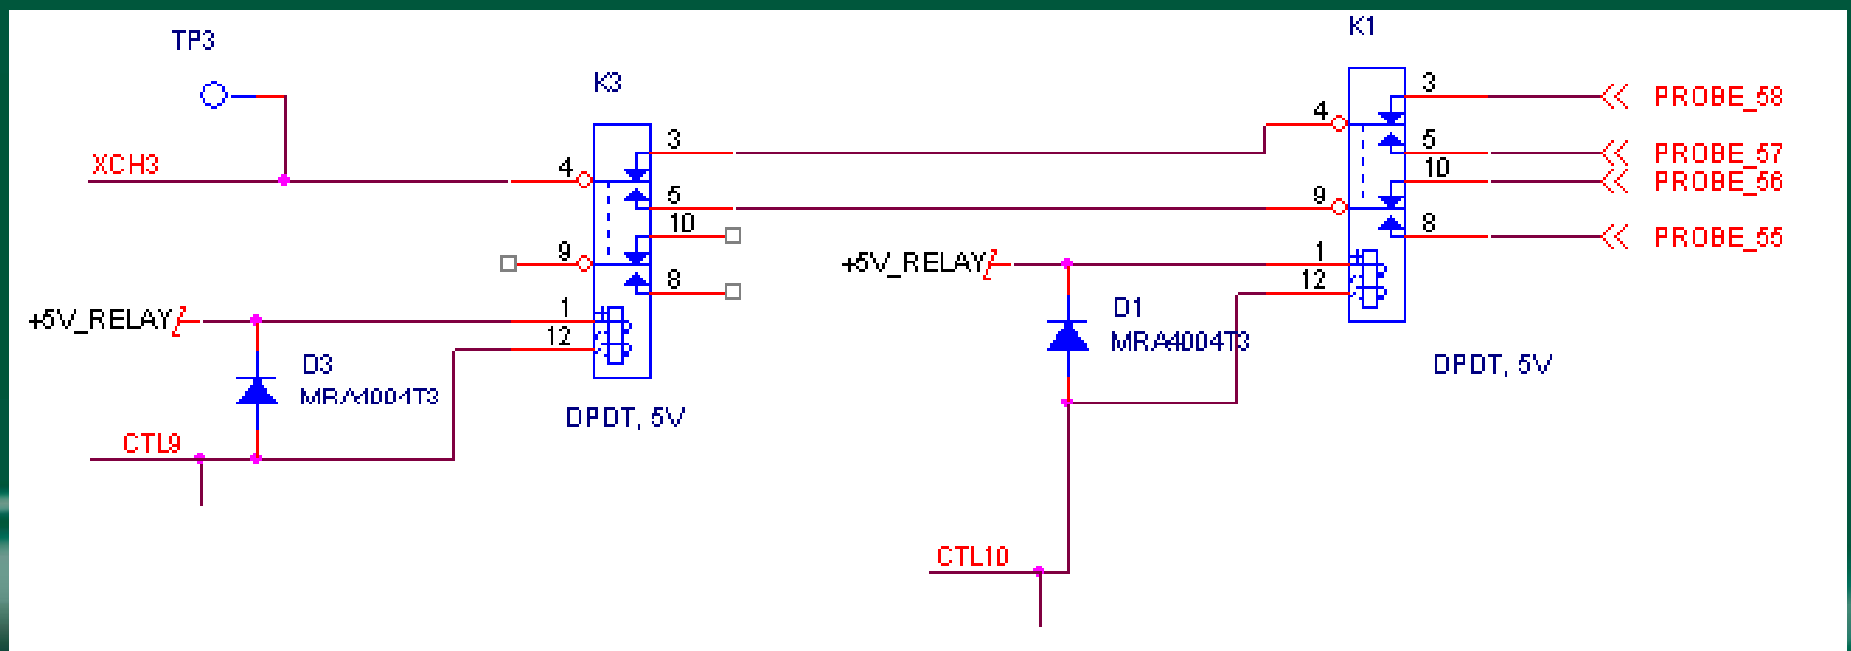 TP3
K1
K3
3
PROBE_58
4
3
5
PROBE_57
XCH3
4
10
PROBE_56
5
9
10
8
PROBE_55
9
+5V_RELAY
1
8
12
+5V_RELAY
1
12
D1
MRA4004T3
D3
MRA4004T3
DPDT, 5V
DPDT, 5V
CTL9
CTL10